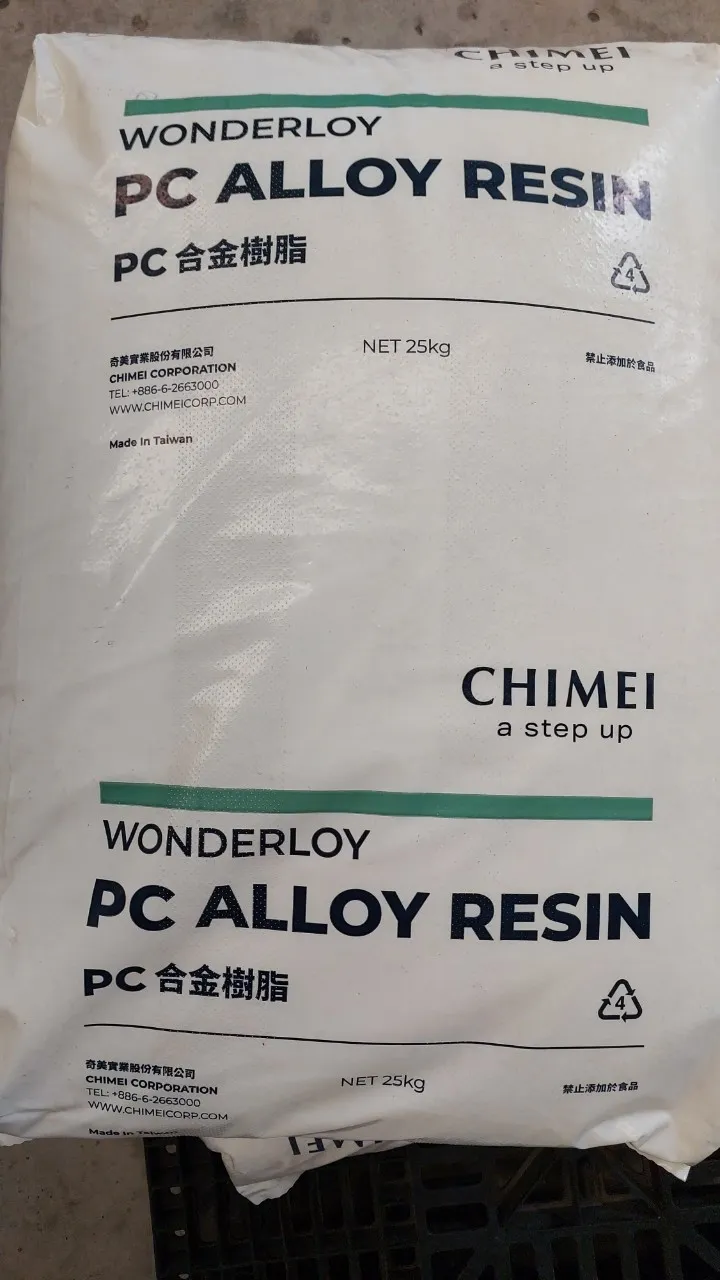 CHIMEI
a step up
WONDERLOY
PC ALLOY RESIN
PC 合金樹脂
4
奇美實業股份有限公司
CHIMEI CORPORATION
TEL: +886-6-2663000
WWW.CHIMEICORP.COM
Made In Taiwan
NET 25kg
禁止添加於食品
CHIMEI
a step up
WONDERLOY
PC ALLOY RESIN
PC 合金樹脂
4
奇美實業股份有限公司
CHIMEI CORPORATION
TEL: +886-6-2663000
WWW.CHIMEICORP.COM
Made In Taiwan
NET 25kg
禁止添加於食品
CHIMEI